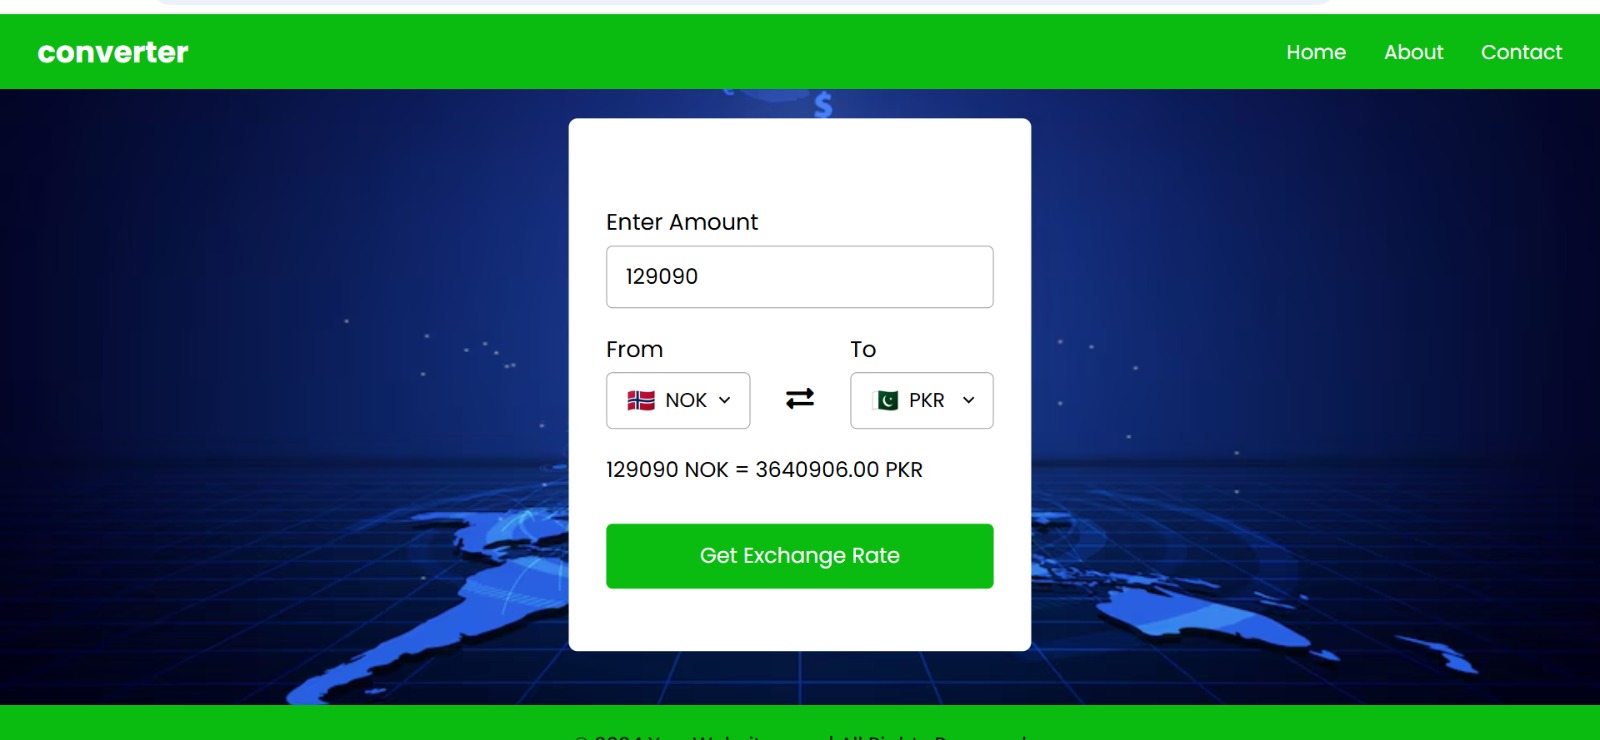 converter
Home About Contact
$
Enter Amount
129090
From To
NOK PKR
129090 NOK = 3640906.00 PKR
Get Exchange Rate